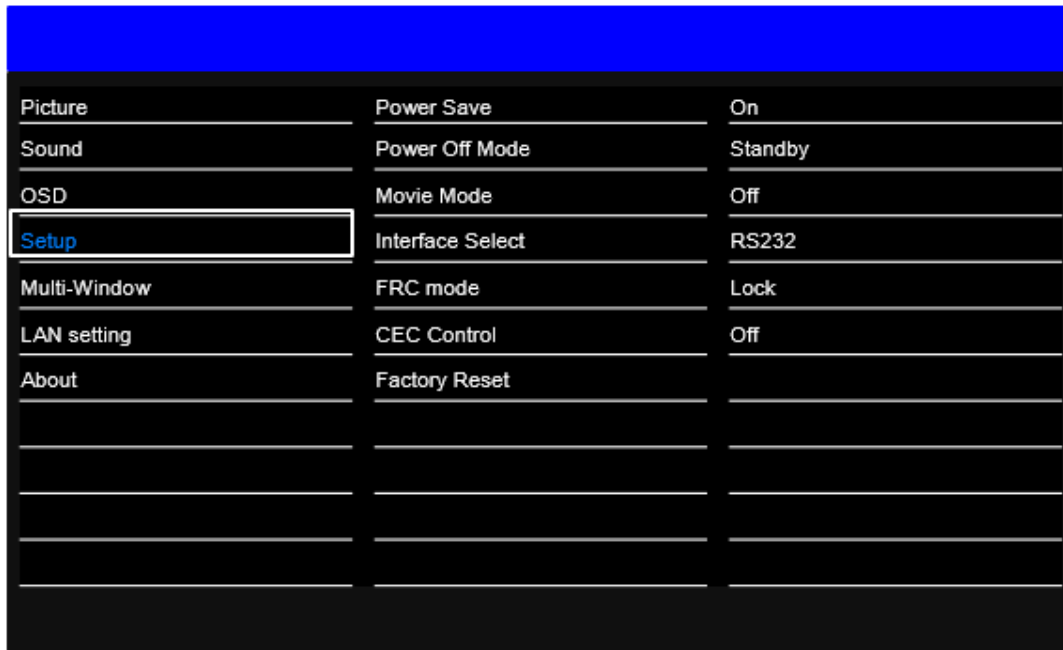 Picture Power Save On
Sound Power Off Mode Standby
OSD Movie Mode Off
Setup Interface Select RS232
Multi-Window FRC mode Lock
LAN setting CEC Control Off
About Factory Reset